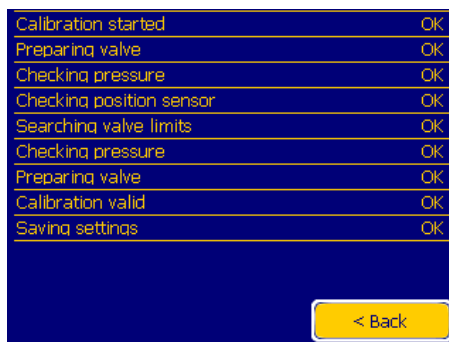 Calibration started OK
Preparing valve OK
Checking pressure OK
Checking position sensor OK
Searching valve limits OK
Checking pressure OK
Preparing valve OK
Calibration valid OK
Saving settings OK
< Back